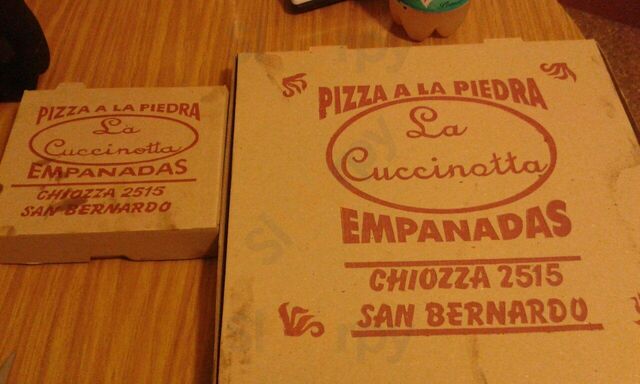 PIZZA A LA PIEDRA
La
Cuccinotta
EMPANADAS
CHIOZZA 2515
SAN BERNARDO
PIZZA A LA PIEDRA
La
Cuccinotta
EMPANADAS
CHIOZZA 2515
SAN BERNARDO